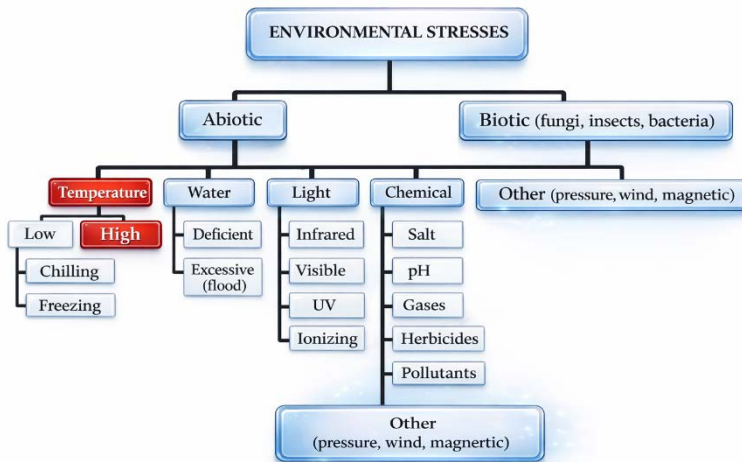 ENVIRONMENTAL STRESSES
Abiotic
Biotic (fungi, insects, bacteria)
Temperature
Water
Light
Chemical
Other (pressure, wind, magnetic)
Low
High
Deficient
Infrared
Salt
Chilling
Excessive
(flood)
Visible
pH
Freezing
UV
Gases
Ionizing
Herbicides
Pollutants
Other
(pressure, wind, magnertic)